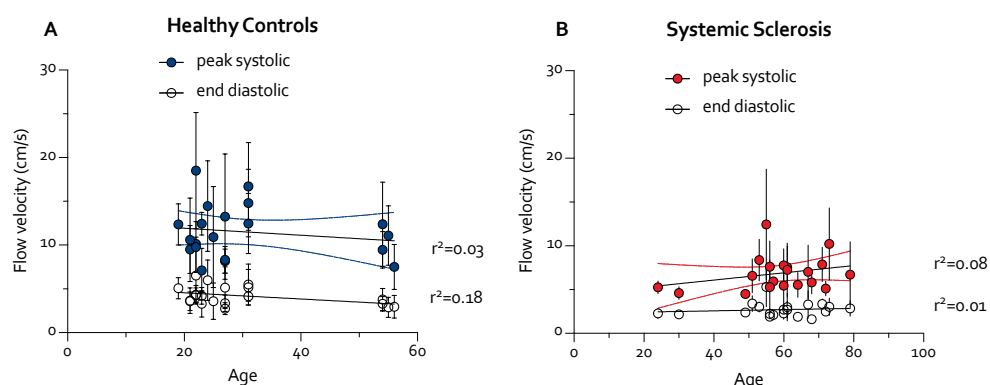 A
Healthy Controls
peak systolic
end diastolic
30
20
10
0
Flow velocity (cm/s)
r²=0.03
r²=0.18
0
20
40
60
Age
B
Systemic Sclerosis
peak systolic
end diastolic
30
20
10
0
Flow velocity (cm/s)
r²=0.08
r²=0.01
0
20
40
60
80
100
Age